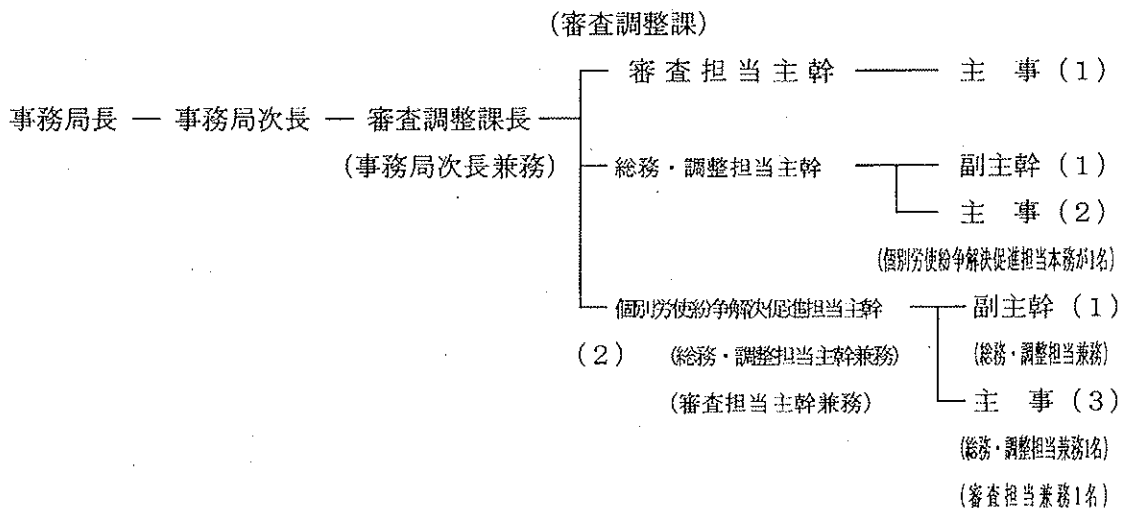 (審査調整課)
審査担当主幹 主事(1)
事務局長 事務局次長 審査調整課長
(事務局次長兼務) 総務・調整担当主幹 副主幹(1)
主事(2)
(個別労使紛争解決促進担当本務が1名)
個別労使紛争解決促進担当主幹 副主幹(1)
(2) (総務・調整担当主幹兼務) (総務・調整担当兼務)
(審査担当主幹兼務) 主事(3)
(総務・調整担当兼務1名)
(審査担当兼務1名)